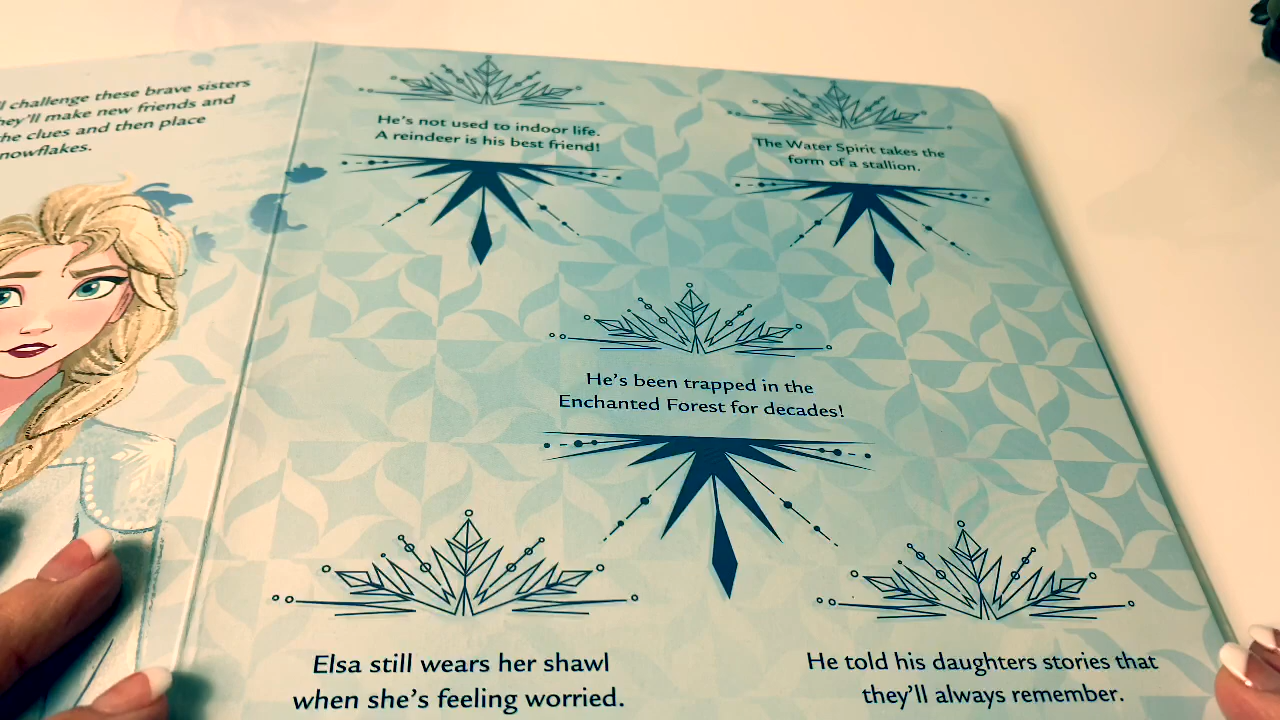 challenge these brave sisters
they'll make new friends and
the clues and then place
snowflakes.
He's not used to indoor life.
A reindeer is his best friend!
The Water Spirit takes the
form of a stallion.
He's been trapped in the
Enchanted Forest for decades!
Elsa still wears her shawl
when she's feeling worried.
He told his daughters stories that
they'll always remember.